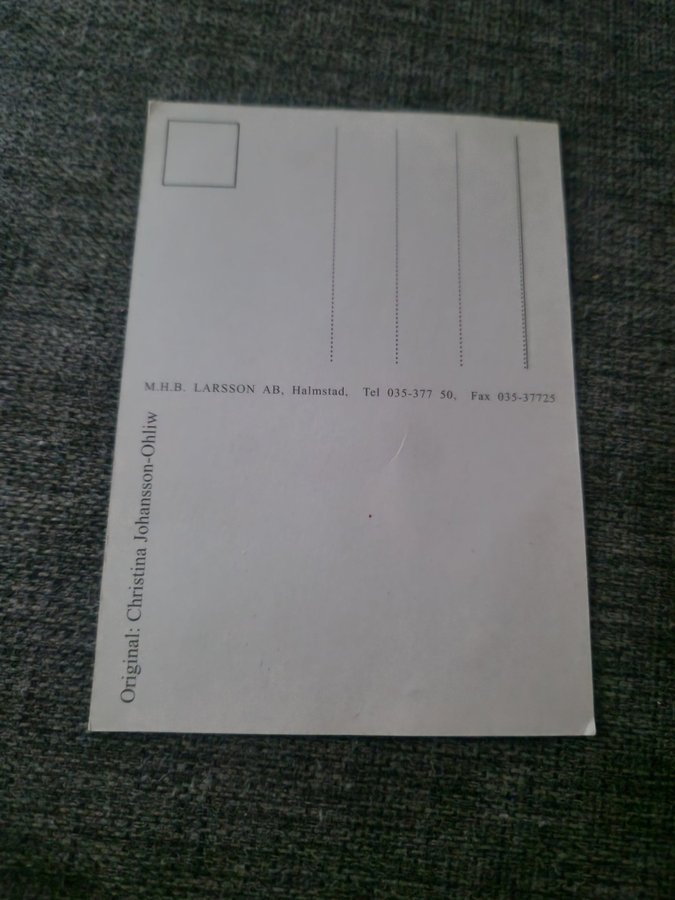 M.H.B. LARSSON AB, Halmstad, Tel 035-377 50, Fax 035-37725
Original: Christina Johansson-Ohliw